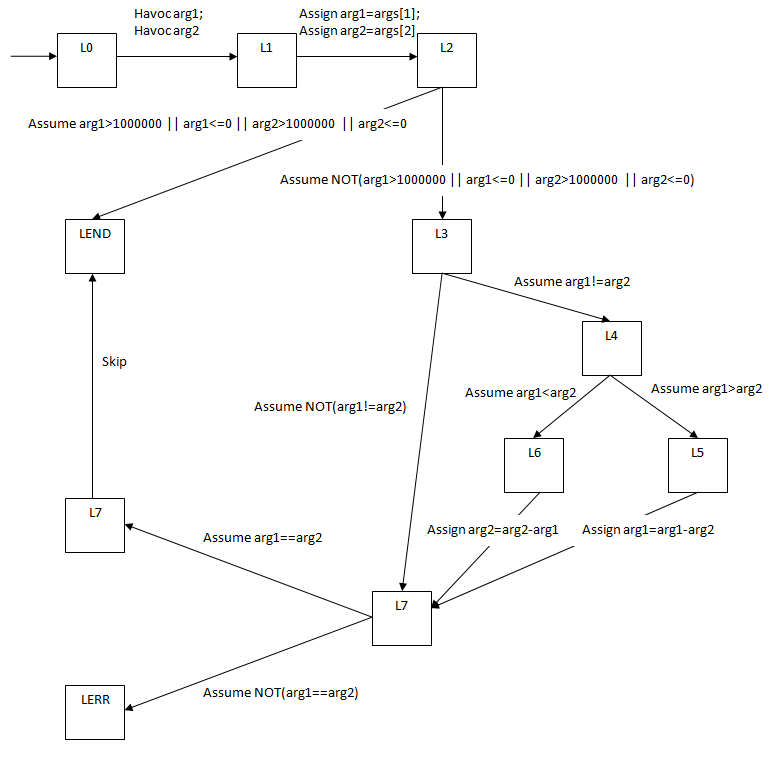 Havoc arg1;
Havoc arg2
Assign arg1=args[1];
Assign arg2=args[2]
L0
L1
L2
Assume arg1>1000000 || arg1<=0 || arg2>1000000 || arg2<=0
Assume NOT(arg1>1000000 || arg1<=0 || arg2>1000000 || arg2<=0)
LEND
L3
Assume arg1!=arg2
L4
Skip
Assume arg1<arg2
Assume arg1>arg2
Assume NOT(arg1!=arg2)
L6
L5
L7
Assume arg1==arg2
Assign arg2=arg2-arg1
Assign arg1=arg1-arg2
L7
Assume NOT(arg1==arg2)
LERR